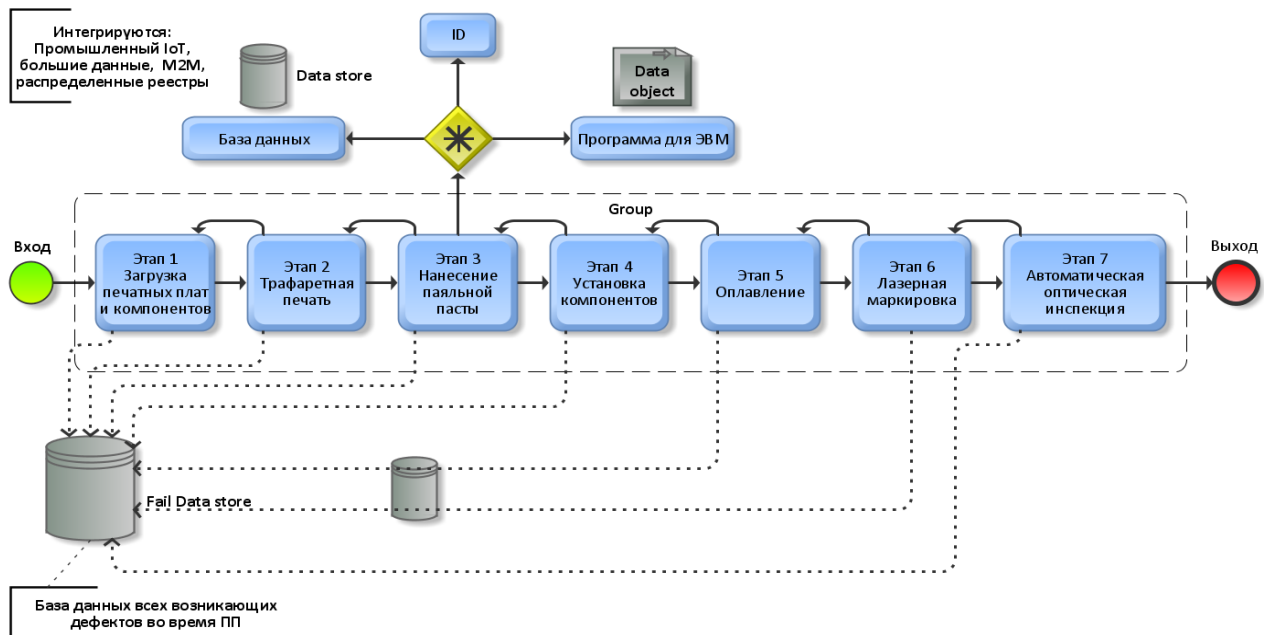 Интегрируются:
Промышленный IoT,
большие данные, M2M,
распределенные реестры
ID
Data store
Data
object
База данных
Программа для ЭВМ
Group
Вход
Этап 1
Загрузка
печатных плат
и компонентов
Этап 2
Трафаретная
печать
Этап 3
Нанесение
паяльной
пасты
Этап 4
Установка
компонентов
Этап 5
Оплавление
Этап 6
Лазерная
маркировка
Этап 7
Автоматическая
оптическая
инспекция
Выход
Fail Data store
База данных всех возникающих
дефектов во время ПП